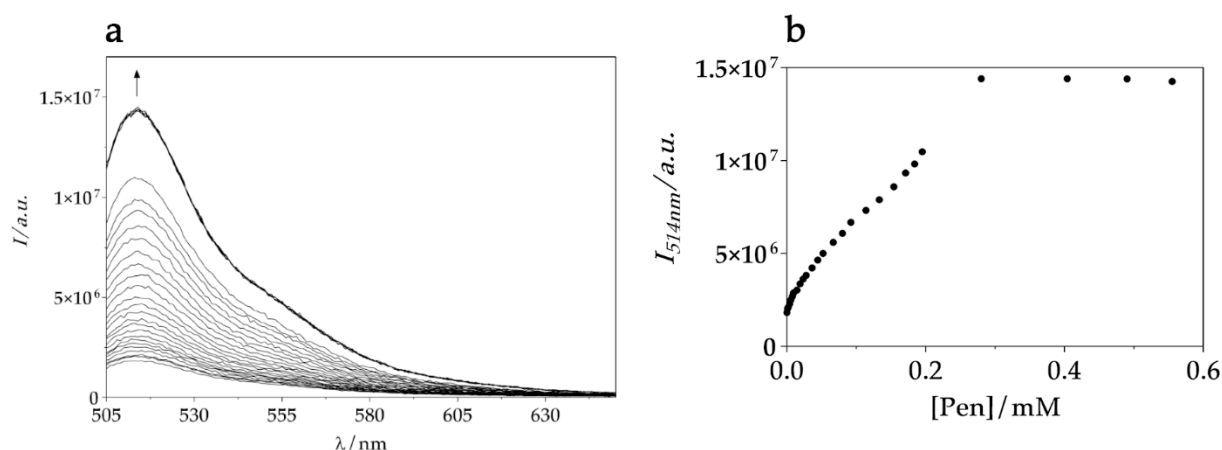 a
1.5×10⁷
1×10⁷
5×10⁶
0
I/a.u.
505 530 555 580 605 630
λ/nm
b
1.5×10⁷
1×10⁷
5×10⁶
0
I₅₁₄ₙₘ/a.u.
0.0 0.2 0.4 0.6
[Pen]/mM